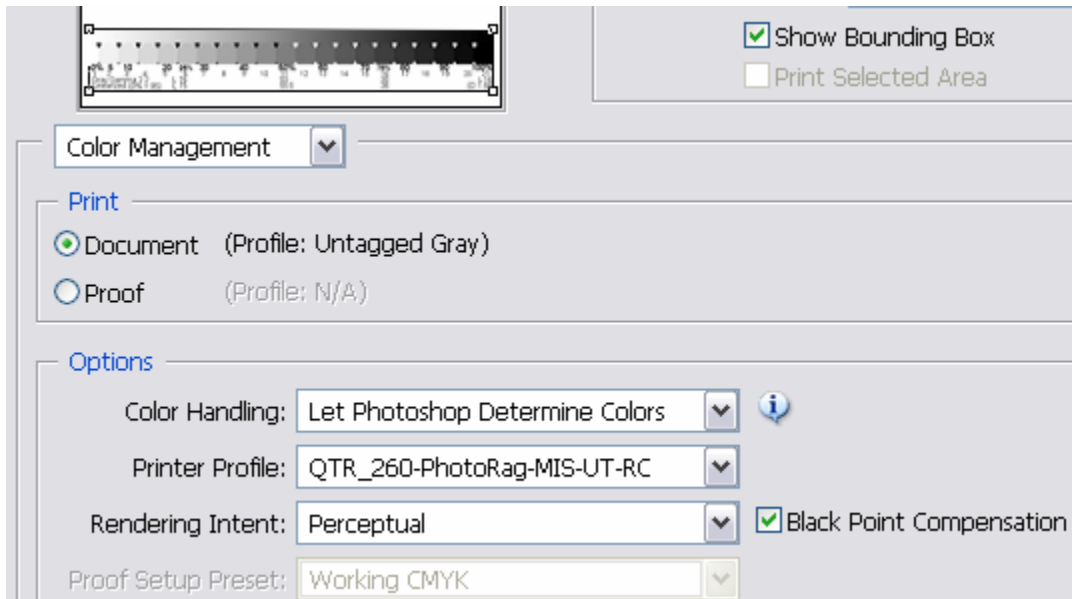 Show Bounding Box
Print Selected Area
Color Management
Print
Document (Profile: Untagged Gray)
Proof (Profile: N/A)
Options
Color Handling: Let Photoshop Determine Colors
Printer Profile: QTR_260-PhotoRag-MIS-UT-RC
Rendering Intent: Perceptual
Black Point Compensation
Proof Setup Preset: Working CMYK